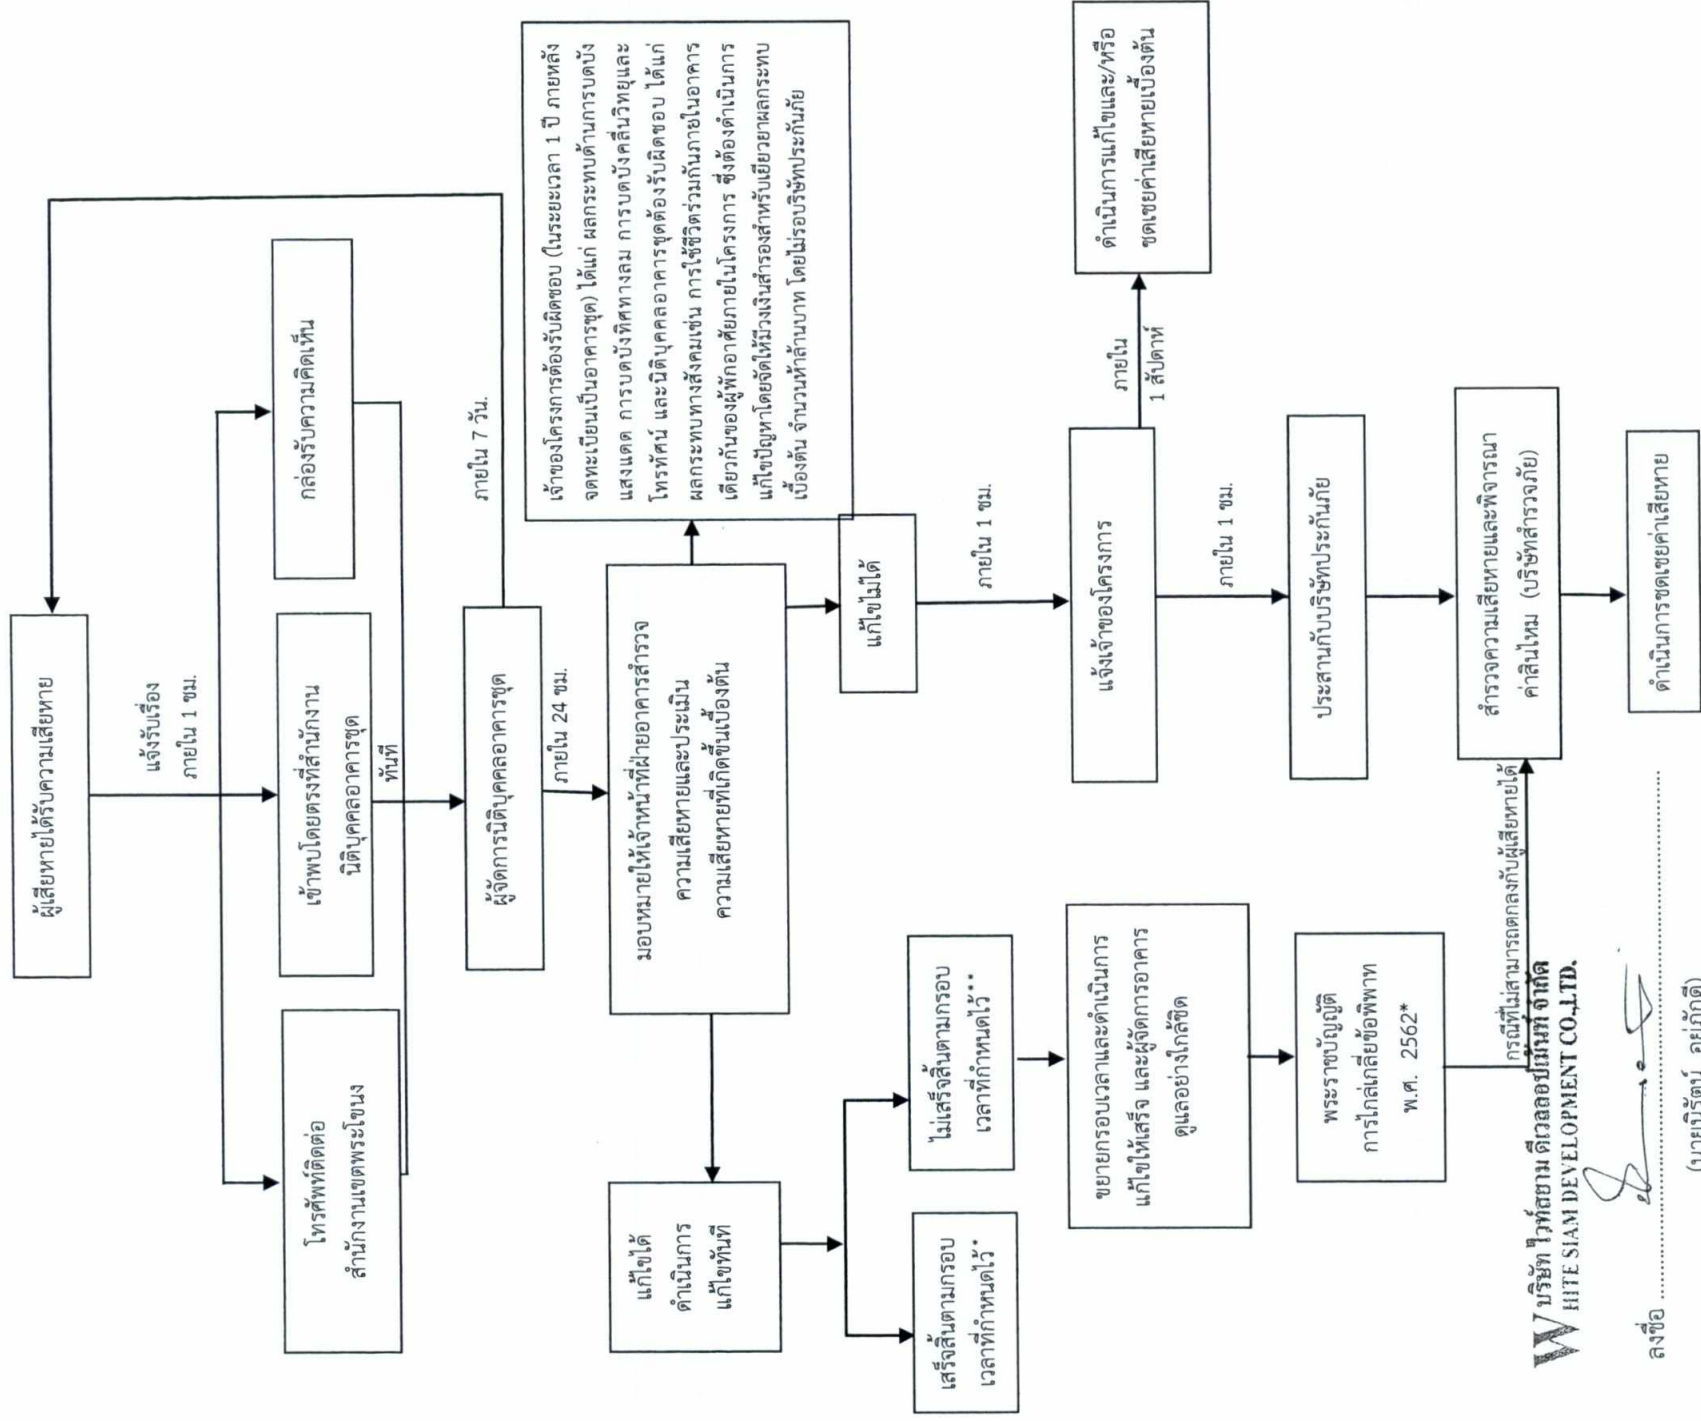 ผู้เสียหายได้รับความเสียหาย
แจ้งรับเรื่อง
ภายใน 1 ชม.
โทรศัพท์ติดต่อ
สำนักงานเขตพระโขนง
เข้าพบโดยตรงที่สำนักงาน
นิติบุคคลอาคารชุด
กล่องรับความคิดเห็น
ทันที
ผู้จัดการนิติบุคคลอาคารชุด
ภายใน 7 วัน.
ภายใน 24 ชม.
มอบหมายให้เจ้าหน้าที่ฝ่ายอาคารสำรวจ
ความเสียหายและประเมิน
ความเสียหายที่เกิดขึ้นเบื้องต้น
เจ้าของโครงการต้องรับผิดชอบ (ในระยะเวลา 1 ปี ภายหลัง
จดทะเบียนเป็นอาคารชุด) ได้แก่ ผลกระทบด้านการบดบัง
แสงแดด การบดบังทิศทางลม การบดบังคลื่นวิทยุและ
โทรทัศน์ และนิติบุคคลอาคารชุดต้องรับผิดชอบ ได้แก่
ผลกระทบทางสังคมเช่น การใช้ชีวิตร่วมกันภายในอาคาร
เดียวกันของผู้พักอาศัยภายในโครงการ ซึ่งต้องดำเนินการ
แก้ไขปัญหาโดยจัดให้มีวงเงินสำรองสำหรับเยียวยาผลกระทบ
เบื้องต้น จำนวนห้าล้านบาท โดยไม่รอบริษัทประกันภัย
แก้ไขได้
ดำเนินการ
แก้ไขทันที
แก้ไขไม่ได้
ภายใน 1 ชม.
เสร็จสิ้นตามกรอบ
เวลาที่กำหนดไว้*
ไม่เสร็จสิ้นตามกรอบ
เวลาที่กำหนดไว้**
ขยายกรอบเวลาและดำเนินการ
แก้ไขให้เสร็จ และผู้จัดการอาคาร
ดูแลอย่างใกล้ชิด
แจ้งเจ้าของโครงการ
ภายใน
1 สัปดาห์
ดำเนินการแก้ไขและ/หรือ
ชดเชยค่าเสียหายเบื้องต้น
ภายใน 1 ชม.
พระราชบัญญัติ
การไกล่เกลี่ยข้อพิพาท
พ.ศ. 2562*
ประสานกับบริษัทประกันภัย
กรณีที่ไม่สามารถตกลงกับผู้เสียหายได้
สำรวจความเสียหายและพิจารณา
ค่าสินไหม (บริษัทสำรวจภัย)
ดำเนินการชดเชยค่าเสียหาย
บริษัท ไวท์สยาม ดีเวลลอปเม้นท์ จำกัด
WHITE SIAM DEVELOPMENT CO.,LTD.
ลงชื่อ